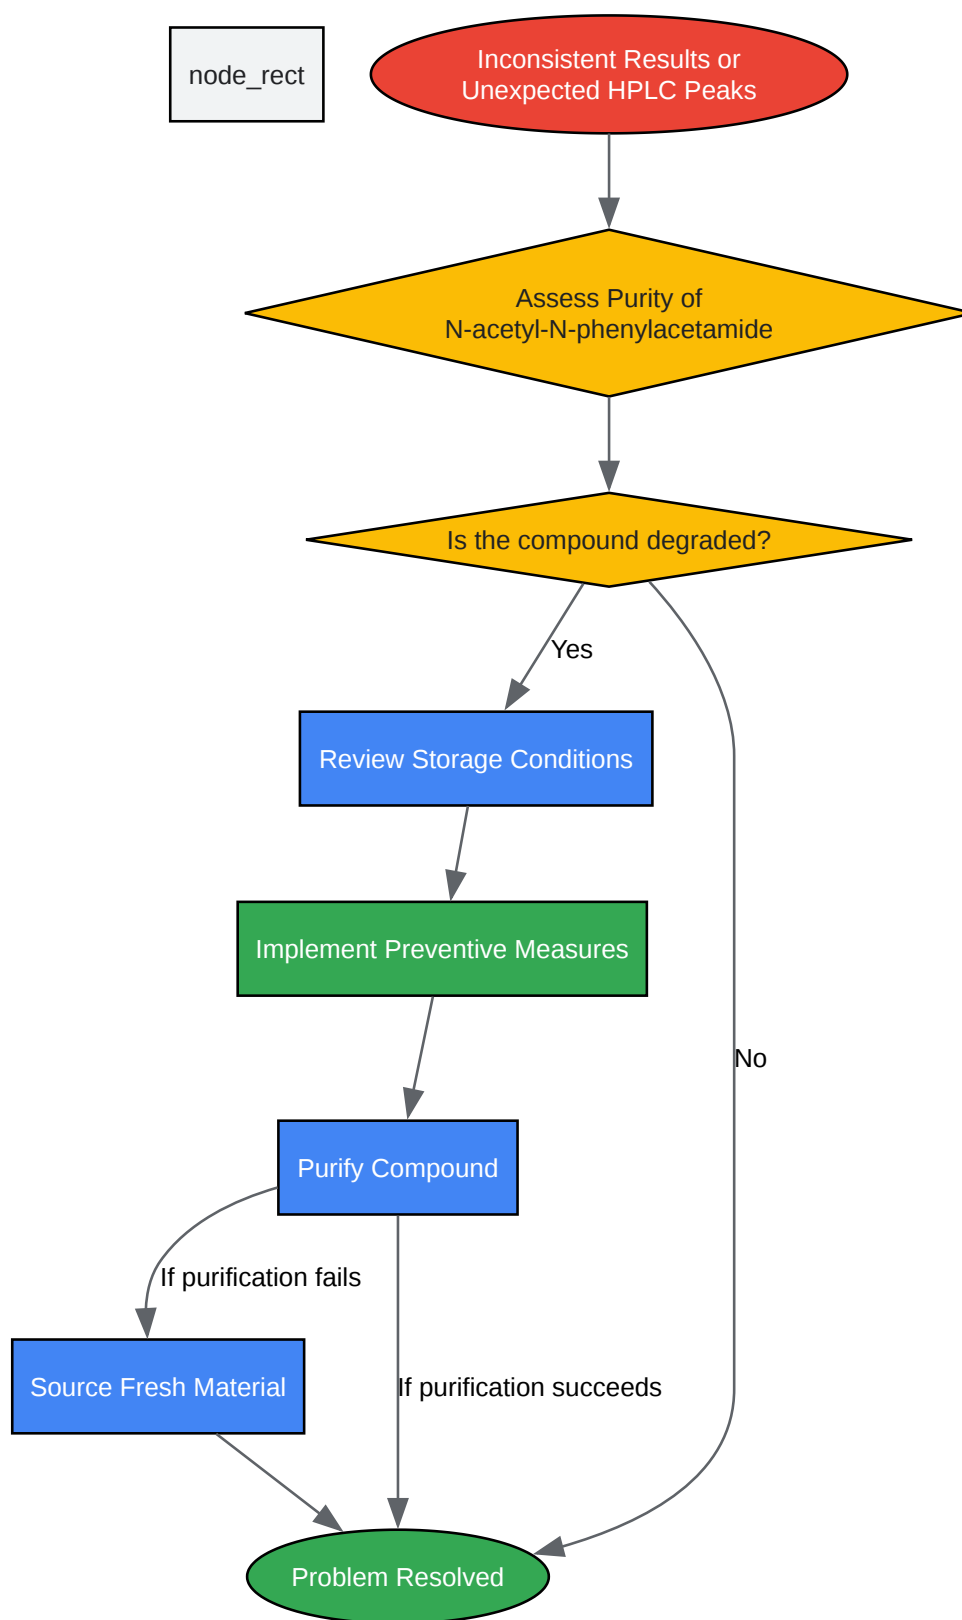 node_rect
Inconsistent Results or
Unexpected HPLC Peaks
Assess Purity of
N-acetyl-N-phenylacetamide
Is the compound degraded?
Yes
Review Storage Conditions
Implement Preventive Measures
No
Purify Compound
If purification fails
Source Fresh Material
If purification succeeds
Problem Resolved